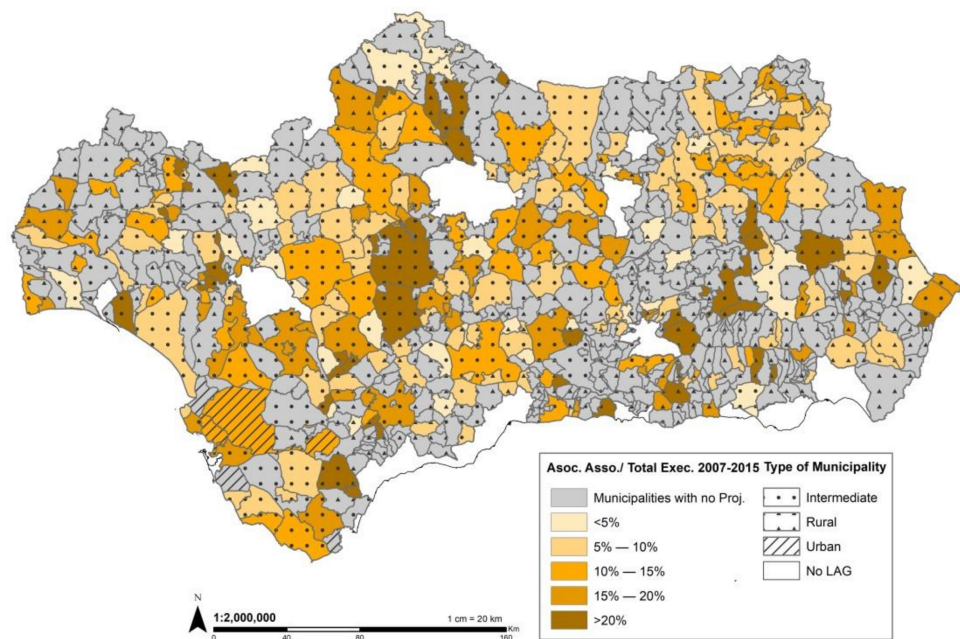 Asoc. Asso./ Total Exec. 2007-2015 Type of Municipality
Municipalities with no Proj.
Intermediate
<5%
Rural
5% — 10%
Urban
10% — 15%
No LAG
15% — 20%
>20%
N
1:2,000,000
1 cm = 20 km
Km
0 40 80 160